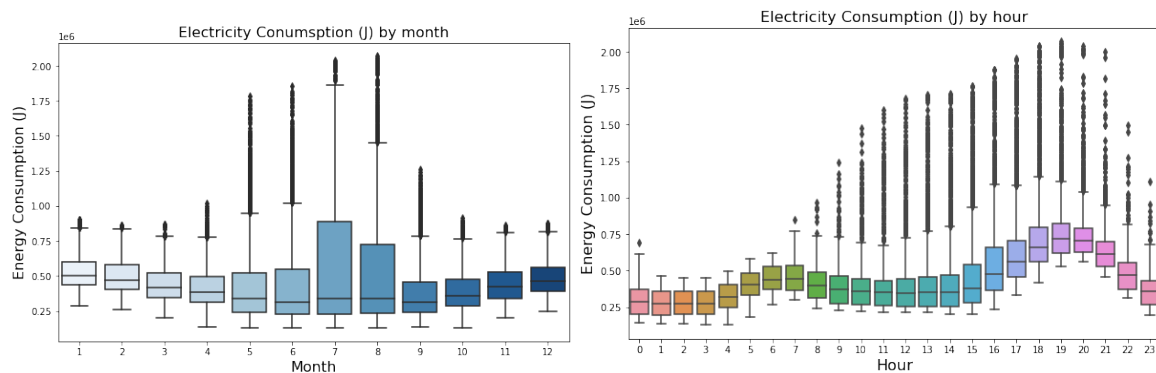 Electricity Conumsption (J) by month
1e6
2.00
1.75
1.50
1.25
1.00
0.75
0.50
0.25
Energy Consumption (J)
1 2 3 4 5 6 7 8 9 10 11 12
Month
Electricity Consumption (J) by hour
1e6
2.00
1.75
1.50
1.25
1.00
0.75
0.50
0.25
Energy Consumption (J)
0 1 2 3 4 5 6 7 8 9 10 11 12 13 14 15 16 17 18 19 20 21 22 23
Hour